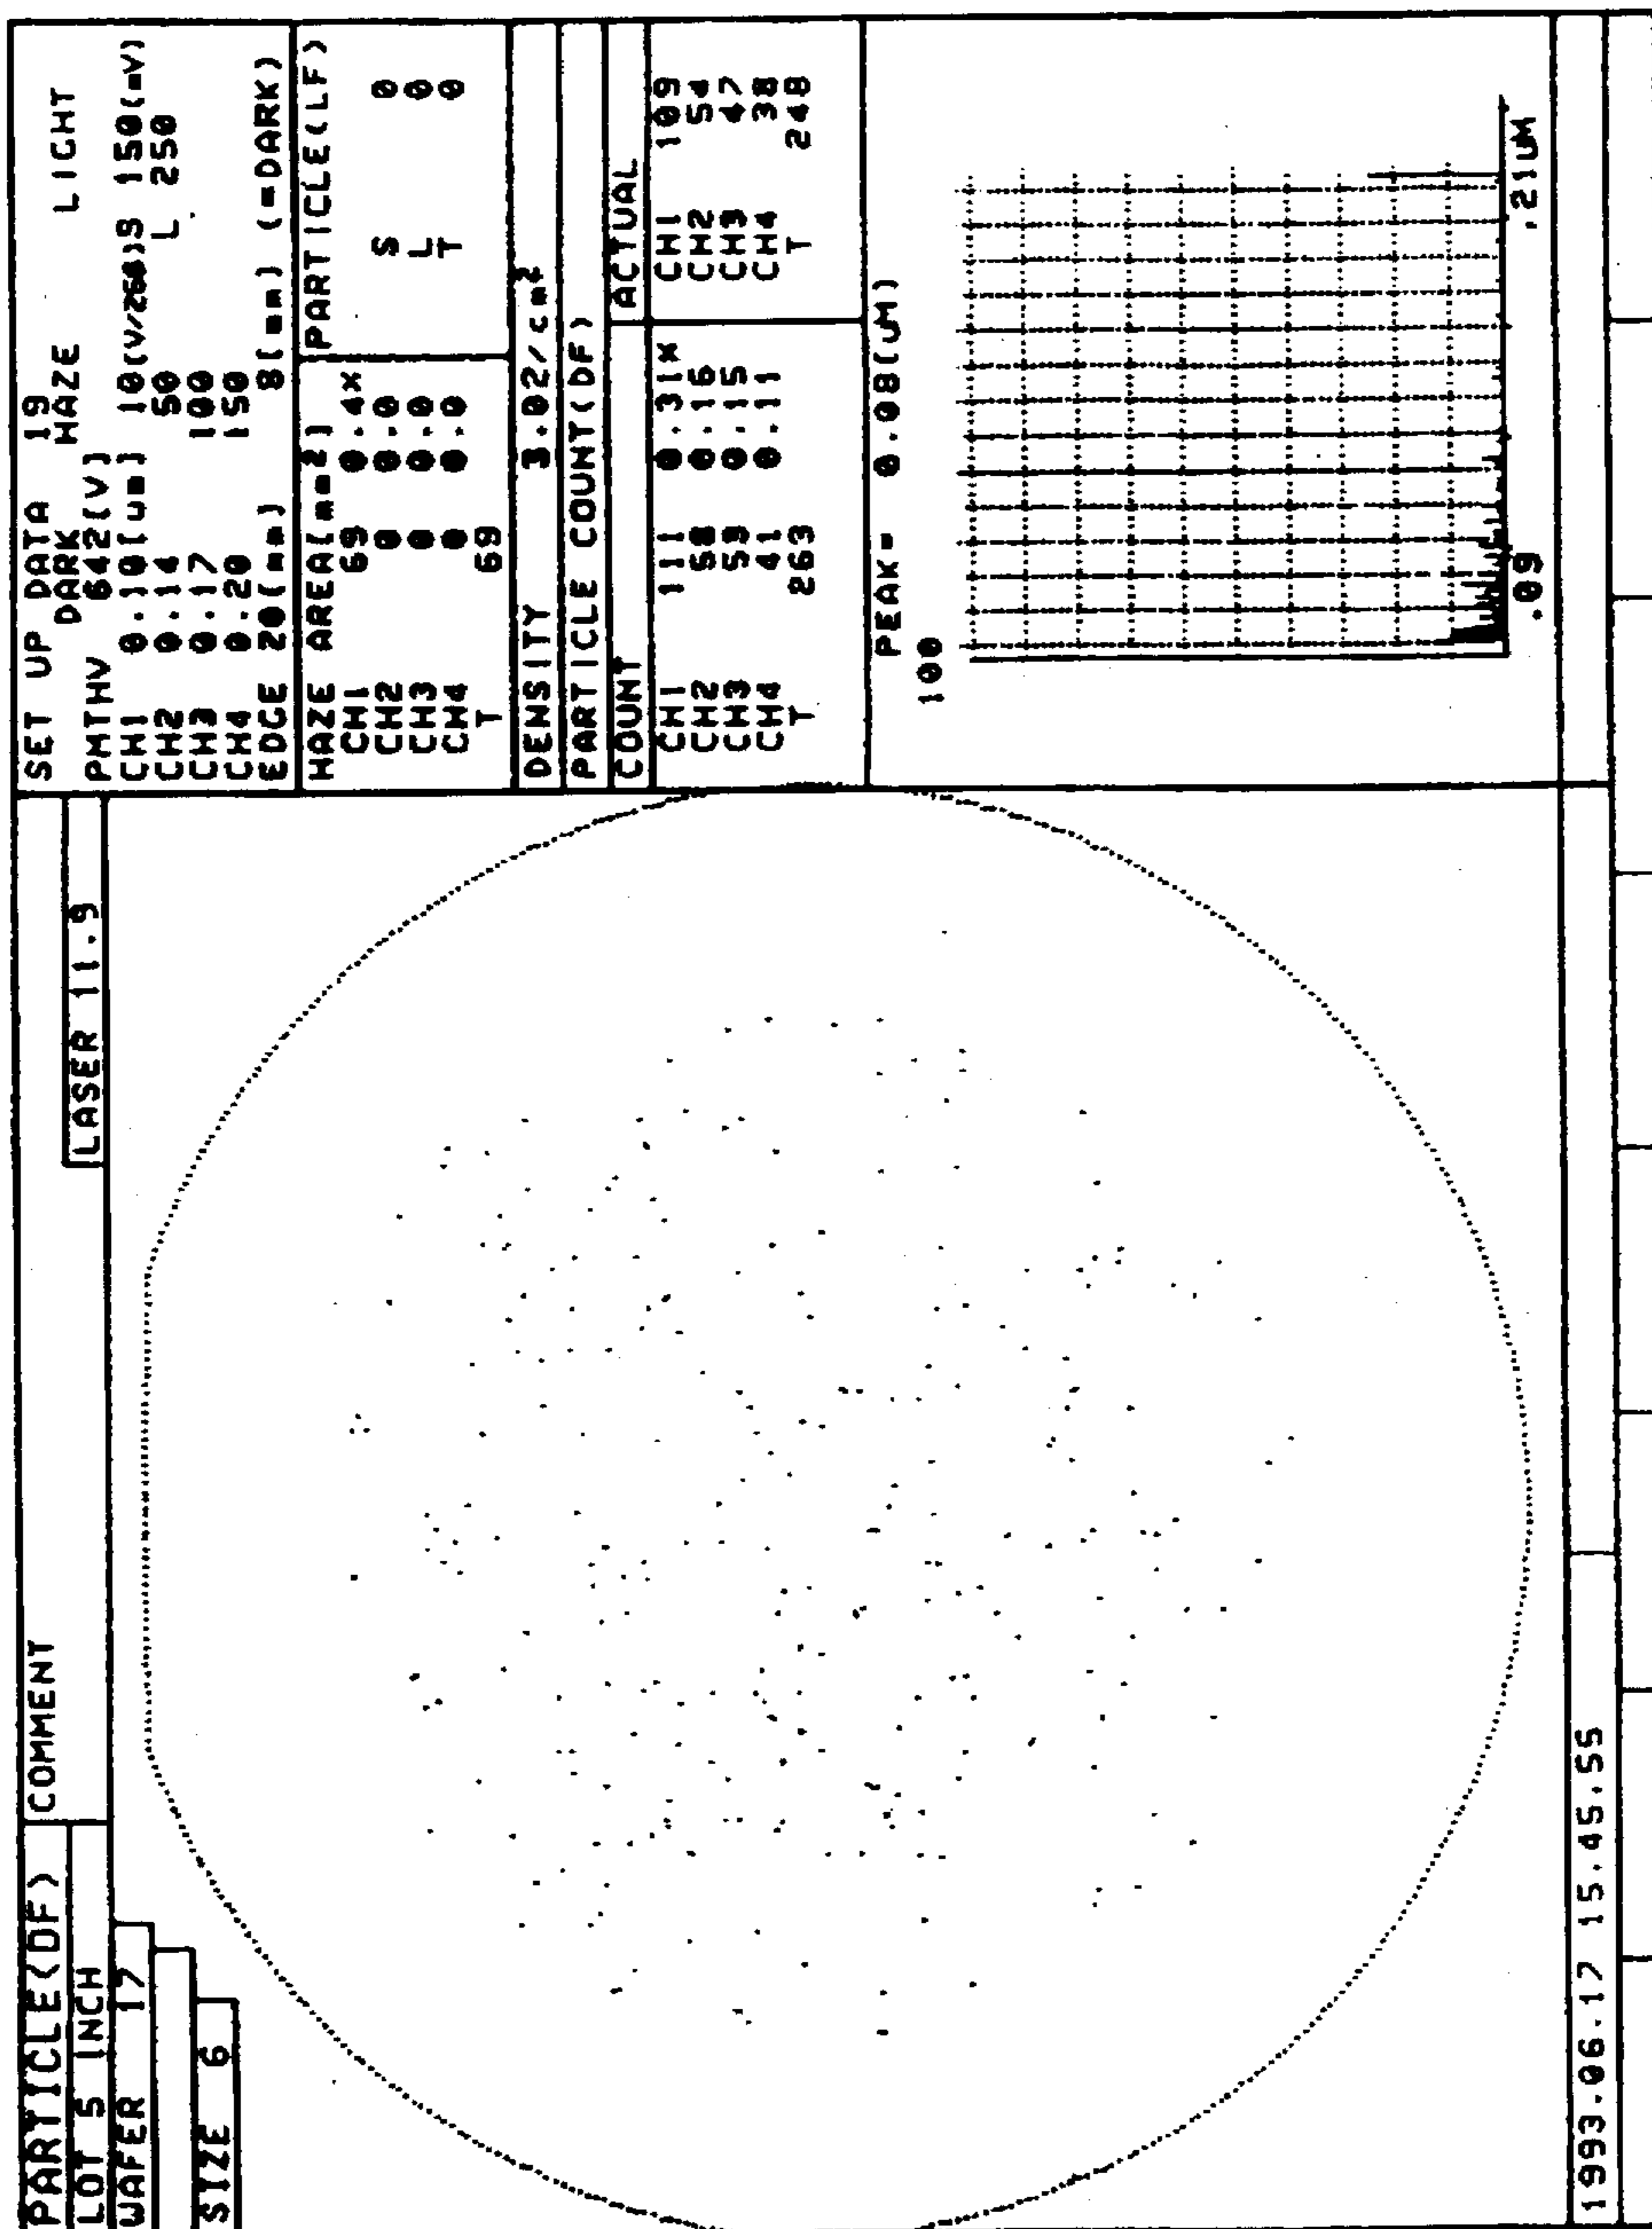 PARTICLE(DF)
COMMENT
LOT 5 INCH
LASER 11.9
WAFER 17
SIZE 6
SET UP DATA 19
DARK HAZE LIGHT
PMTHV 642(V)
CH1 0.10[um] 10(V/256) S 150(mV)
CH2 0.14 50 L 250
CH3 0.17 100
CH4 0.20 150
EDGE 20(mm) 8(mm) (=DARK)
HAZE AREA[mm2]
CH1 69 0.4%
CH2 0 0.0
CH3 0 0.0
CH4 0 0.0
T 69
PARTICLE(LF)
S 0
L 0
T 0
DENSITY 3.02/cm²
PARTICLE COUNT(DF)
COUNT
CH1 111 0.31%
CH2 58 0.16
CH3 53 0.15
CH4 41 0.11
T 263
ACTUAL
CH1 109
CH2 54
CH3 47
CH4 38
T 248
PEAK= 0.08(UM)
100
.09 .21UM
1993.06.17 15.45.55